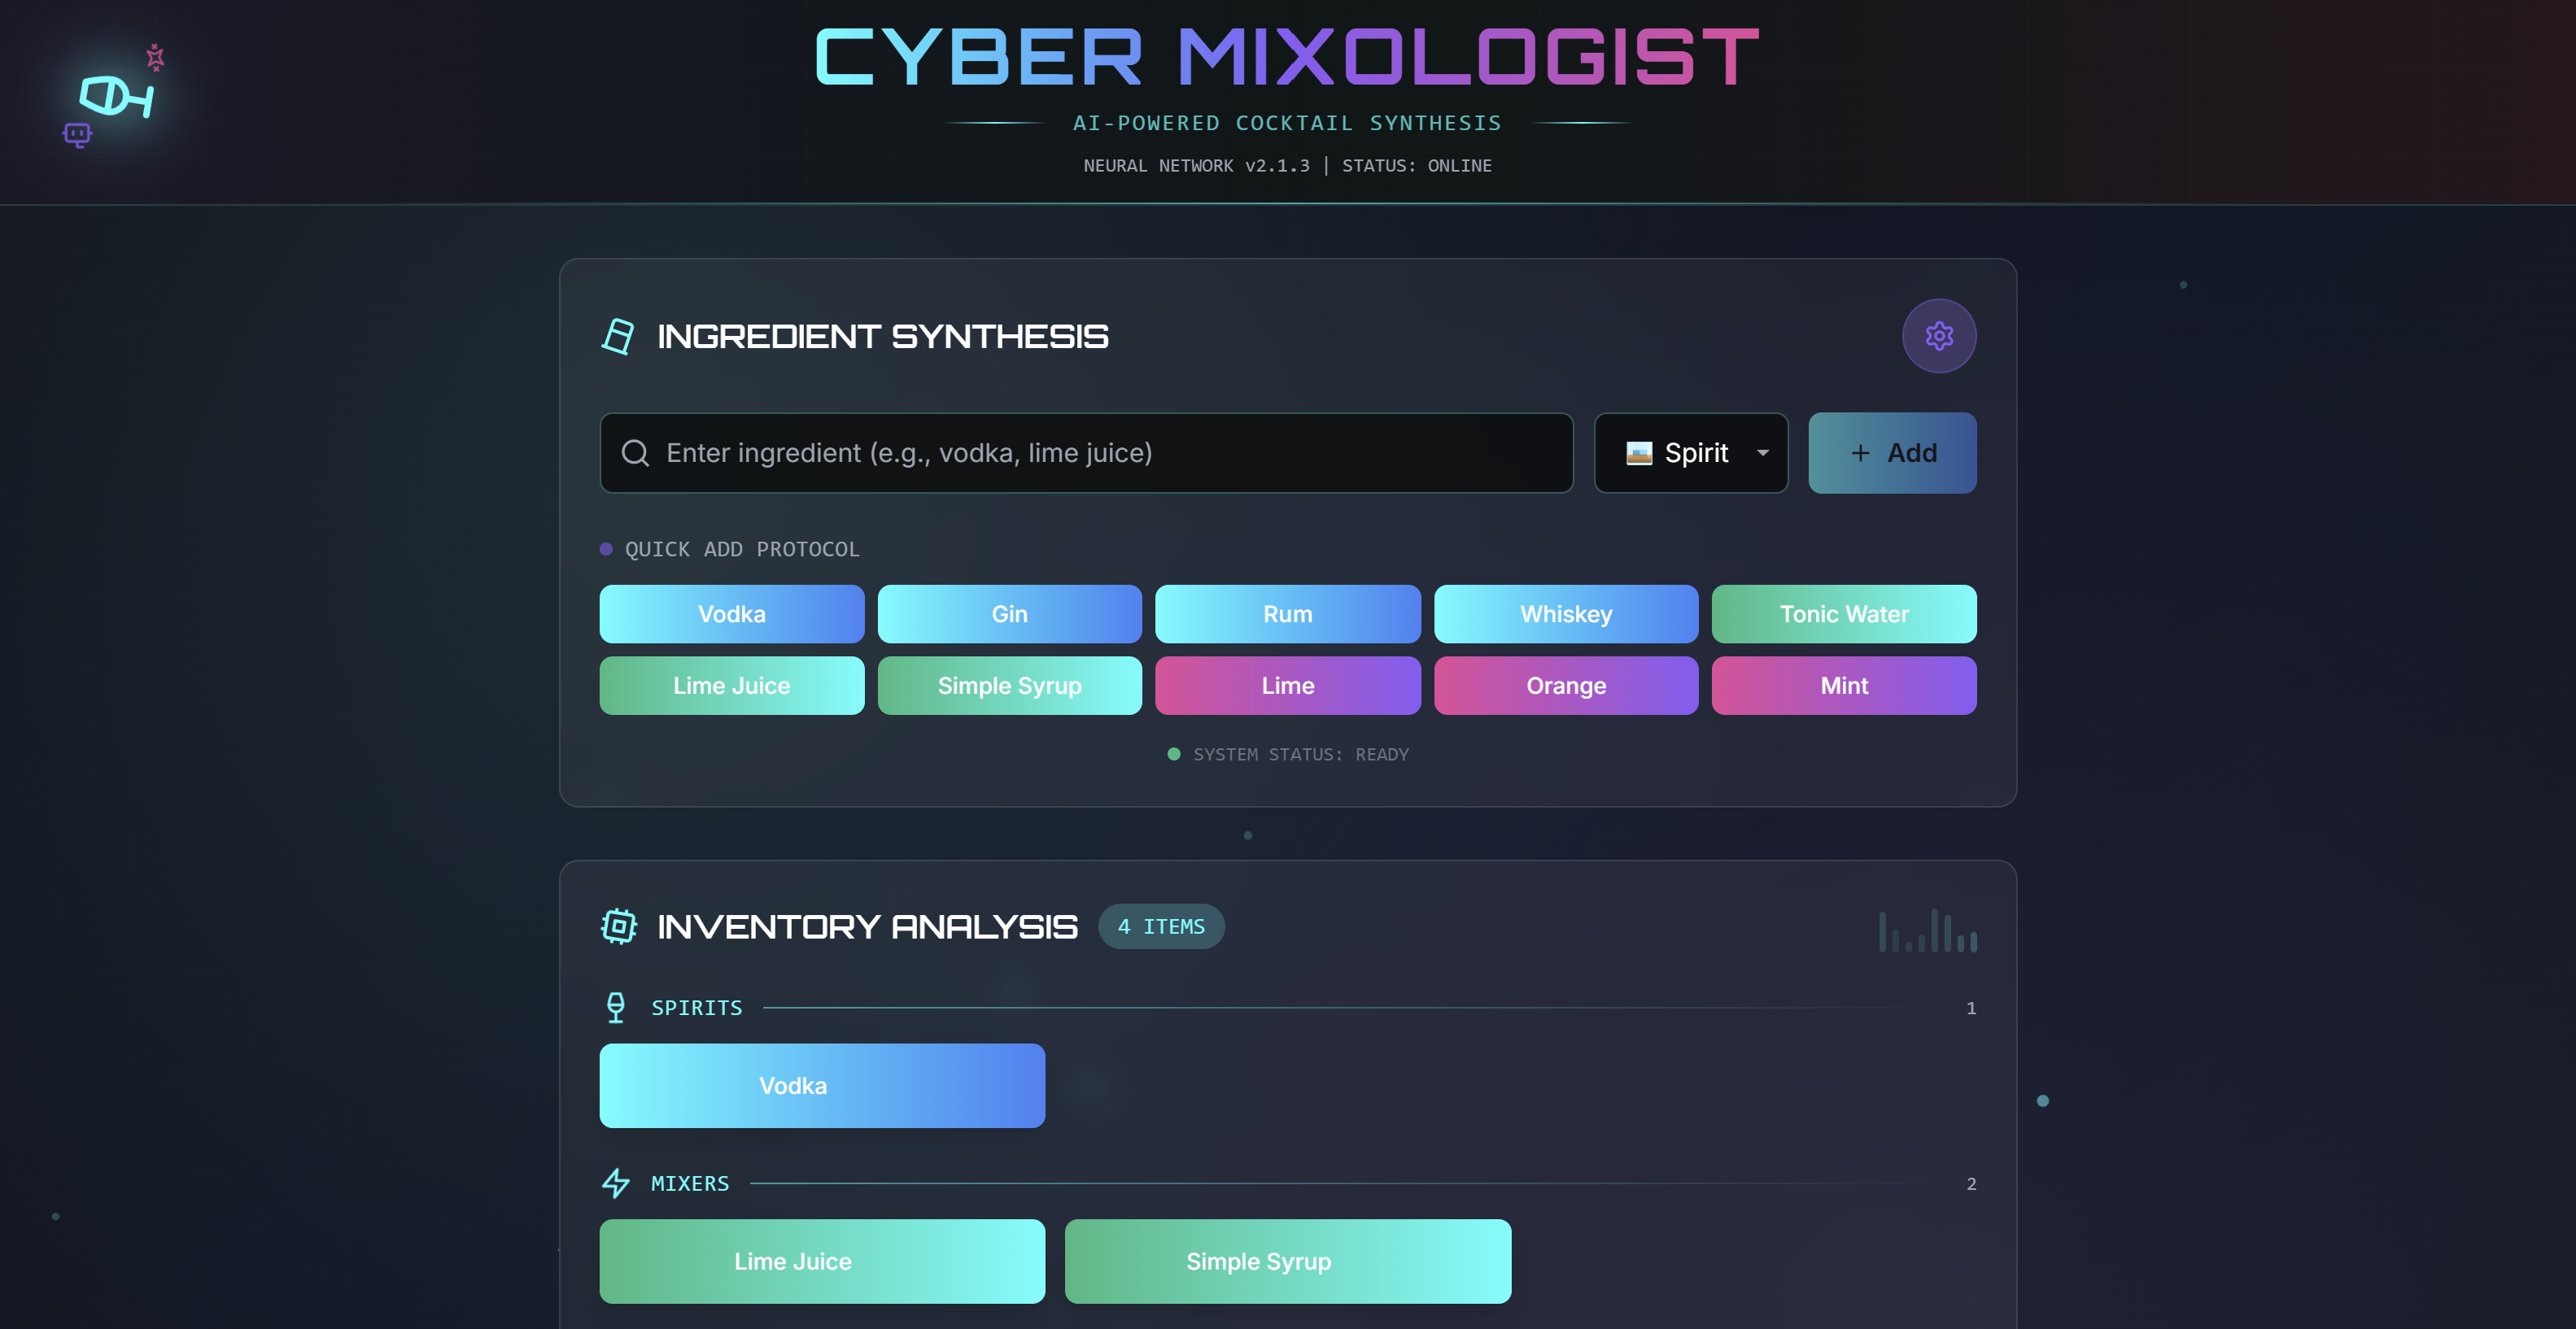 CYBER MIXOLOGIST
AI-POWERED COCKTAIL SYNTHESIS
NEURAL NETWORK v2.1.3 | STATUS: ONLINE
INGREDIENT SYNTHESIS
Enter ingredient (e.g., vodka, lime juice)
Spirit
+ Add
QUICK ADD PROTOCOL
Vodka
Gin
Rum
Whiskey
Tonic Water
Lime Juice
Simple Syrup
Lime
Orange
Mint
SYSTEM STATUS: READY
INVENTORY ANALYSIS
4 ITEMS
SPIRITS
1
Vodka
MIXERS
2
Lime Juice
Simple Syrup